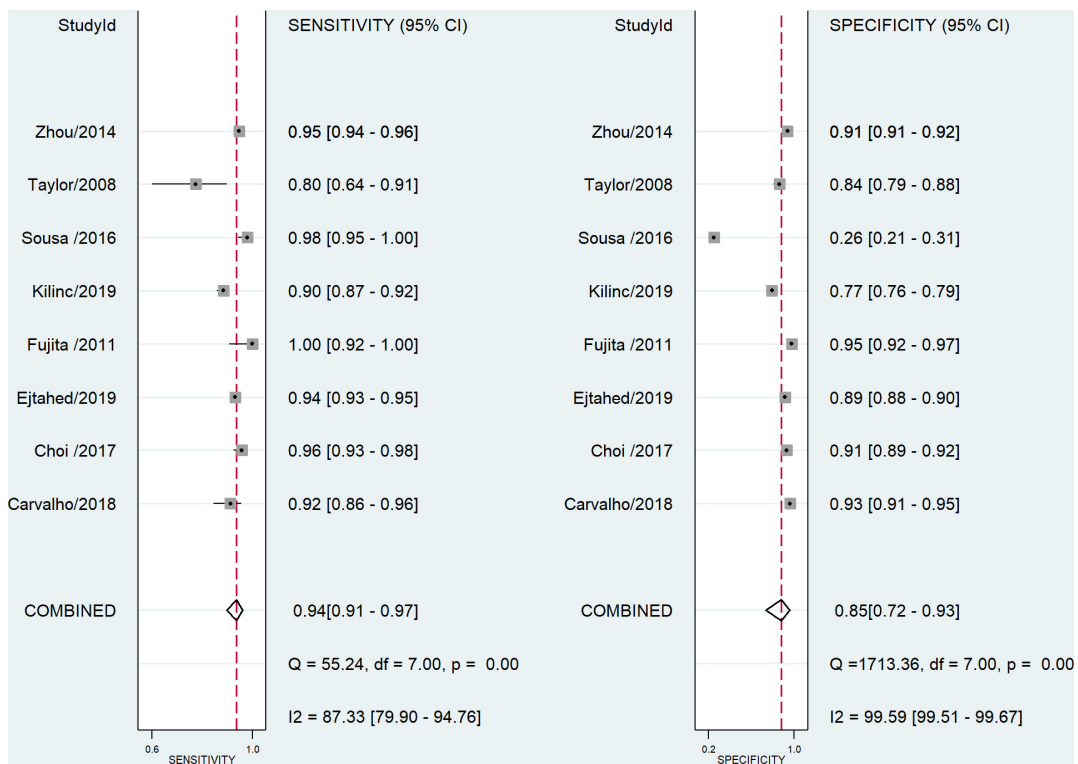 StudyId SENSITIVITY (95% CI) StudyId SPECIFICITY (95% CI)
Zhou/2014 0.95 [0.94 - 0.96] Zhou/2014 0.91 [0.91 - 0.92]
Taylor/2008 0.80 [0.64 - 0.91] Taylor/2008 0.84 [0.79 - 0.88]
Sousa /2016 0.98 [0.95 - 1.00] Sousa /2016 0.26 [0.21 - 0.31]
Kilinc/2019 0.90 [0.87 - 0.92] Kilinc/2019 0.77 [0.76 - 0.79]
Fujita /2011 1.00 [0.92 - 1.00] Fujita /2011 0.95 [0.92 - 0.97]
Ejtahed/2019 0.94 [0.93 - 0.95] Ejtahed/2019 0.89 [0.88 - 0.90]
Choi /2017 0.96 [0.93 - 0.98] Choi /2017 0.91 [0.89 - 0.92]
Carvalho/2018 0.92 [0.86 - 0.96] Carvalho/2018 0.93 [0.91 - 0.95]
COMBINED 0.94[0.91 - 0.97] COMBINED 0.85[0.72 - 0.93]
Q = 55.24, df = 7.00, p = 0.00 Q =1713.36, df = 7.00, p = 0.00
I2 = 87.33 [79.90 - 94.76] I2 = 99.59 [99.51 - 99.67]
0.6 1.0 0.2 1.0
SENSITIVITY SPECIFICITY